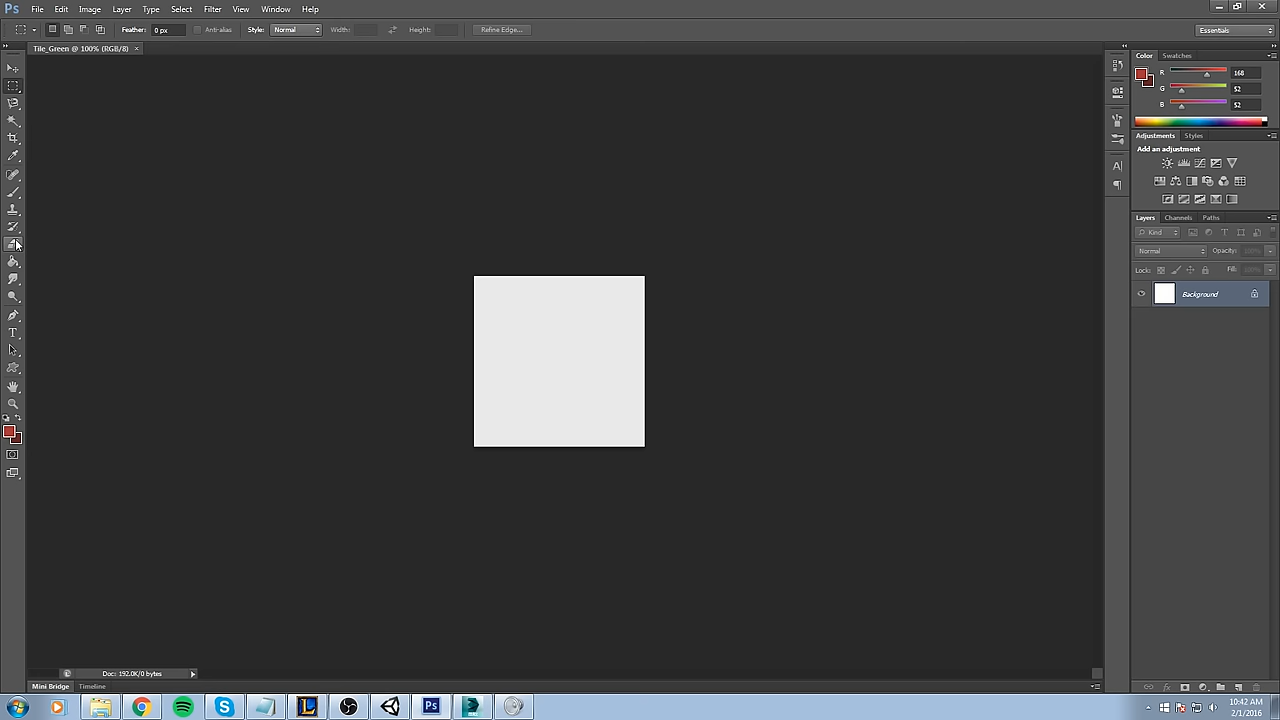 Ps File Edit Image Layer Type Select Filter View Window Help
Feather: 0 px Anti-alias Style: Normal Width: Height: Refine Edge... Essentials
Tile_Green @ 100% (RGB/8) ×
Color Swatches
R 168
G 52
B 52
Adjustments Styles
Add an adjustment
Layers Channels Paths
Kind
Normal Opacity: 100%
Lock: Fill:
Background
Doc: 192.0K/0 bytes
Mini Bridge Timeline
10:42 AM
2/1/2016